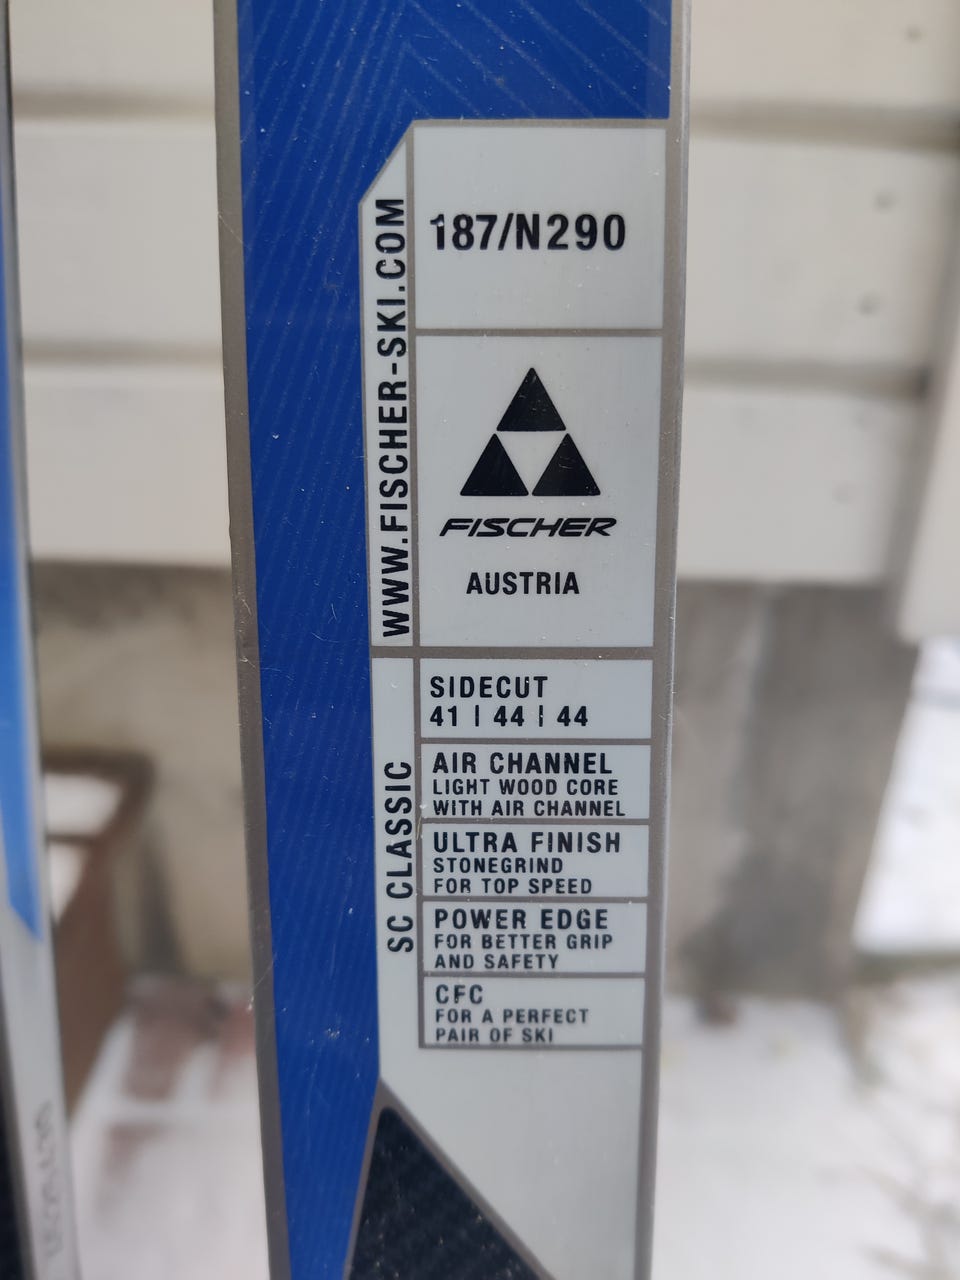 187/N290
WWW.FISCHER-SKI.COM
FISCHER
AUSTRIA
SC CLASSIC
SIDECUT
41 | 44 | 44
AIR CHANNEL
LIGHT WOOD CORE
WITH AIR CHANNEL
ULTRA FINISH
STONEGRIND
FOR TOP SPEED
POWER EDGE
FOR BETTER GRIP
AND SAFETY
CFC
FOR A PERFECT
PAIR OF SKI